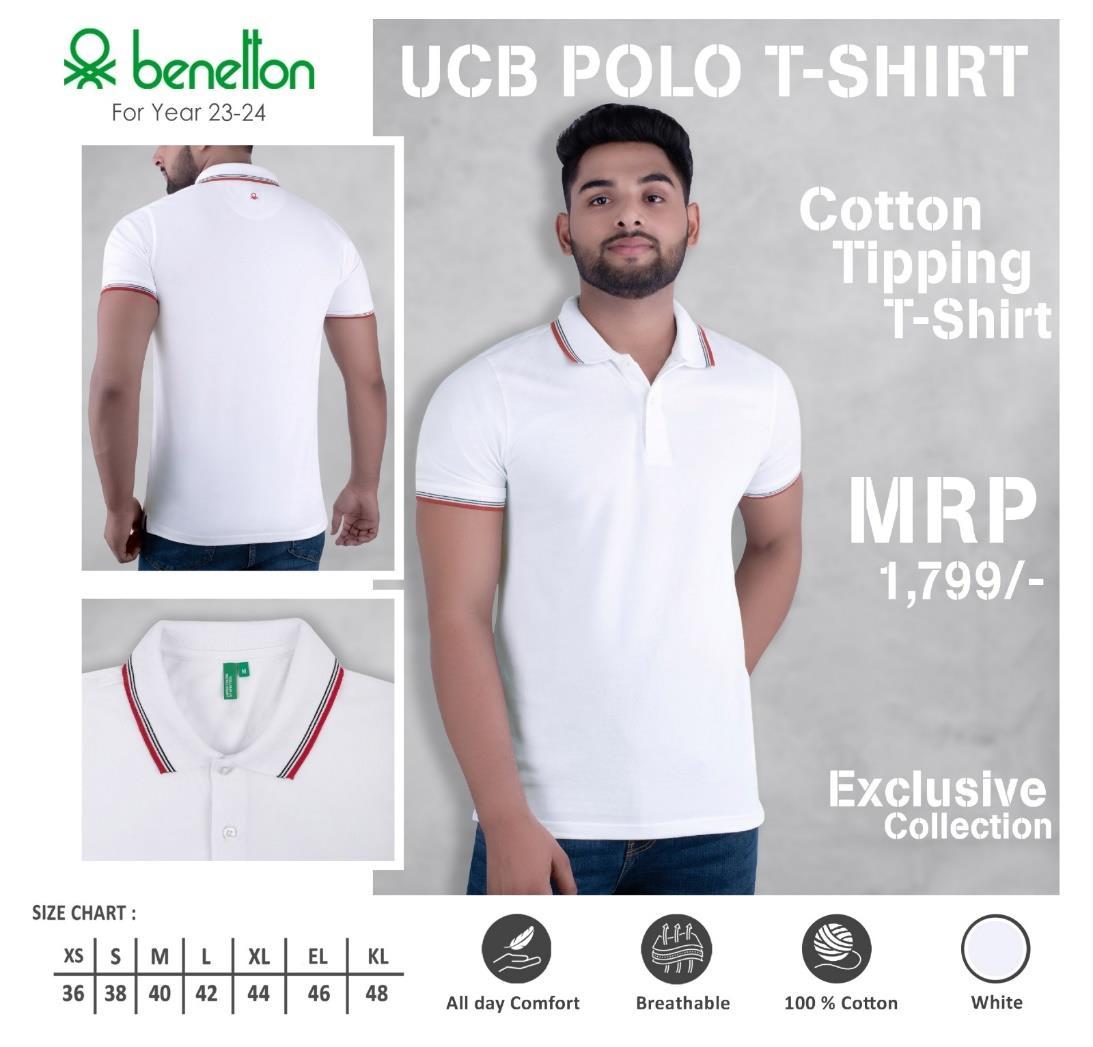 benetton
For Year 23-24
UCB POLO T-SHIRT
Cotton
Tipping
T-Shirt
MRP
1,799/-
Exclusive
Collection
M
SIZE CHART :
XS S M L XL EL KL
36 38 40 42 44 46 48
All day Comfort
Breathable
100 % Cotton
White